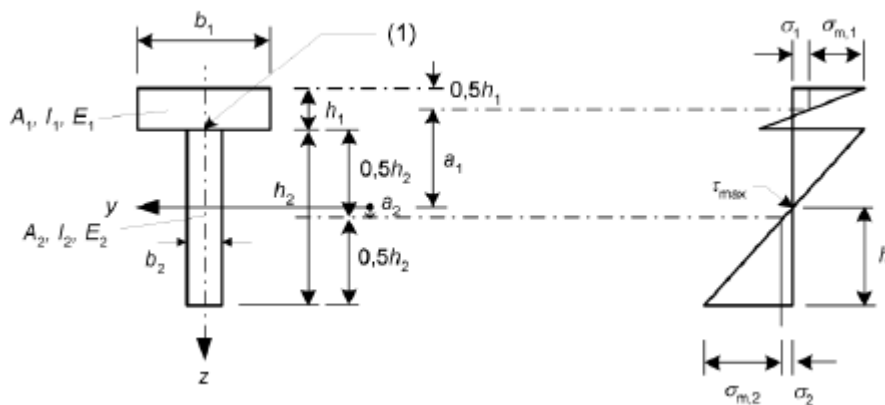 b₁
(1)
σ₁
σm,1
A₁, I₁, E₁
h₁
0,5h₁
a₁
0,5h₂
h₂
y
a₂
τmax
A₂, I₂, E₂
b₂
0,5h₂
h
z
σm,2
σ₂